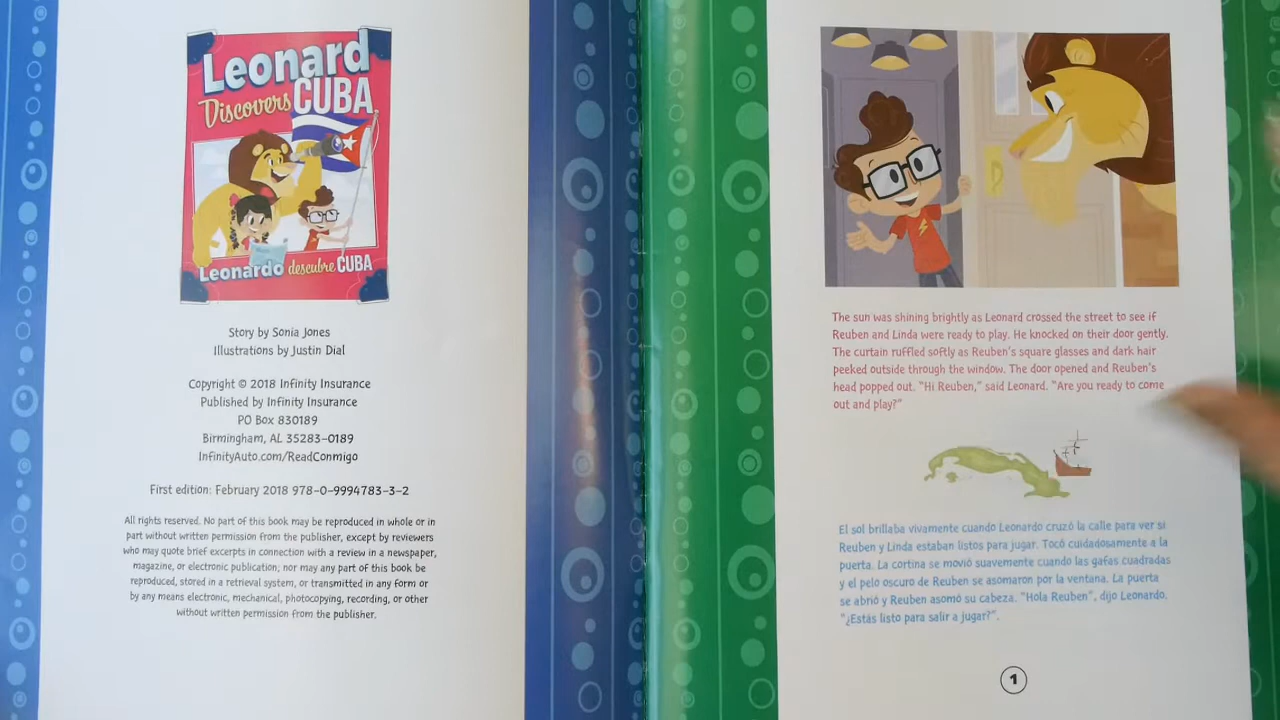 Leonard
Discovers CUBA
Leonardo descubre CUBA
Story by Sonia Jones
Illustrations by Justin Dial
Copyright © 2018 Infinity Insurance
Published by Infinity Insurance
PO Box 830189
Birmingham, AL 35283-0189
InfinityAuto.com/ReadConmigo
First edition: February 2018 978-0-9994783-3-2
All rights reserved. No part of this book may be reproduced in whole or in
part without written permission from the publisher, except by reviewers
who may quote brief excerpts in connection with a review in a newspaper,
magazine, or electronic publication; nor may any part of this book be
reproduced, stored in a retrieval system, or transmitted in any form or
by any means electronic, mechanical, photocopying, recording, or other
without written permission from the publisher.
The sun was shining brightly as Leonard crossed the street to see if
Reuben and Linda were ready to play. He knocked on their door gently.
The curtain ruffled softly as Reuben's square glasses and dark hair
peeked outside through the window. The door opened and Reuben's
head popped out. "Hi Reuben," said Leonard. "Are you ready to come
out and play?"
El sol brillaba vivamente cuando Leonardo cruzó la calle para ver si
Reuben y Linda estaban listos para jugar. Tocó cuidadosamente a la
puerta. La cortina se movió suavemente cuando las gafas cuadradas
y el pelo oscuro de Reuben se asomaron por la ventana. La puerta
se abrió y Reuben asomó su cabeza. "Hola Reuben", dijo Leonardo.
"¿Estás listo para salir a jugar?".
1